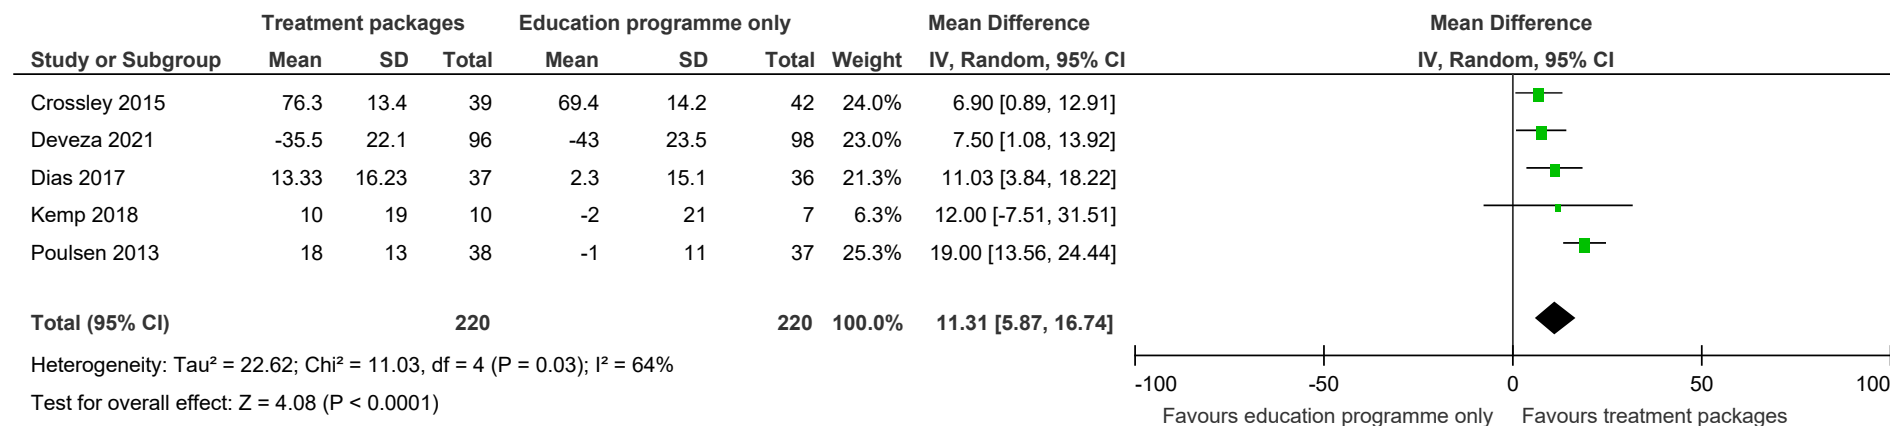 Treatment packages Education programme only Mean Difference Mean Difference
Study or Subgroup Mean SD Total Mean SD Total Weight IV, Random, 95% CI IV, Random, 95% CI
Crossley 2015 76.3 13.4 39 69.4 14.2 42 24.0% 6.90 [0.89, 12.91]
Deveza 2021 -35.5 22.1 96 -43 23.5 98 23.0% 7.50 [1.08, 13.92]
Dias 2017 13.33 16.23 37 2.3 15.1 36 21.3% 11.03 [3.84, 18.22]
Kemp 2018 10 19 10 -2 21 7 6.3% 12.00 [-7.51, 31.51]
Poulsen 2013 18 13 38 -1 11 37 25.3% 19.00 [13.56, 24.44]
Total (95% CI) 220 220 100.0% 11.31 [5.87, 16.74]
Heterogeneity: Tau² = 22.62; Chi² = 11.03, df = 4 (P = 0.03); I² = 64%
Test for overall effect: Z = 4.08 (P < 0.0001)
-100 -50 0 50 100
Favours education programme only Favours treatment packages